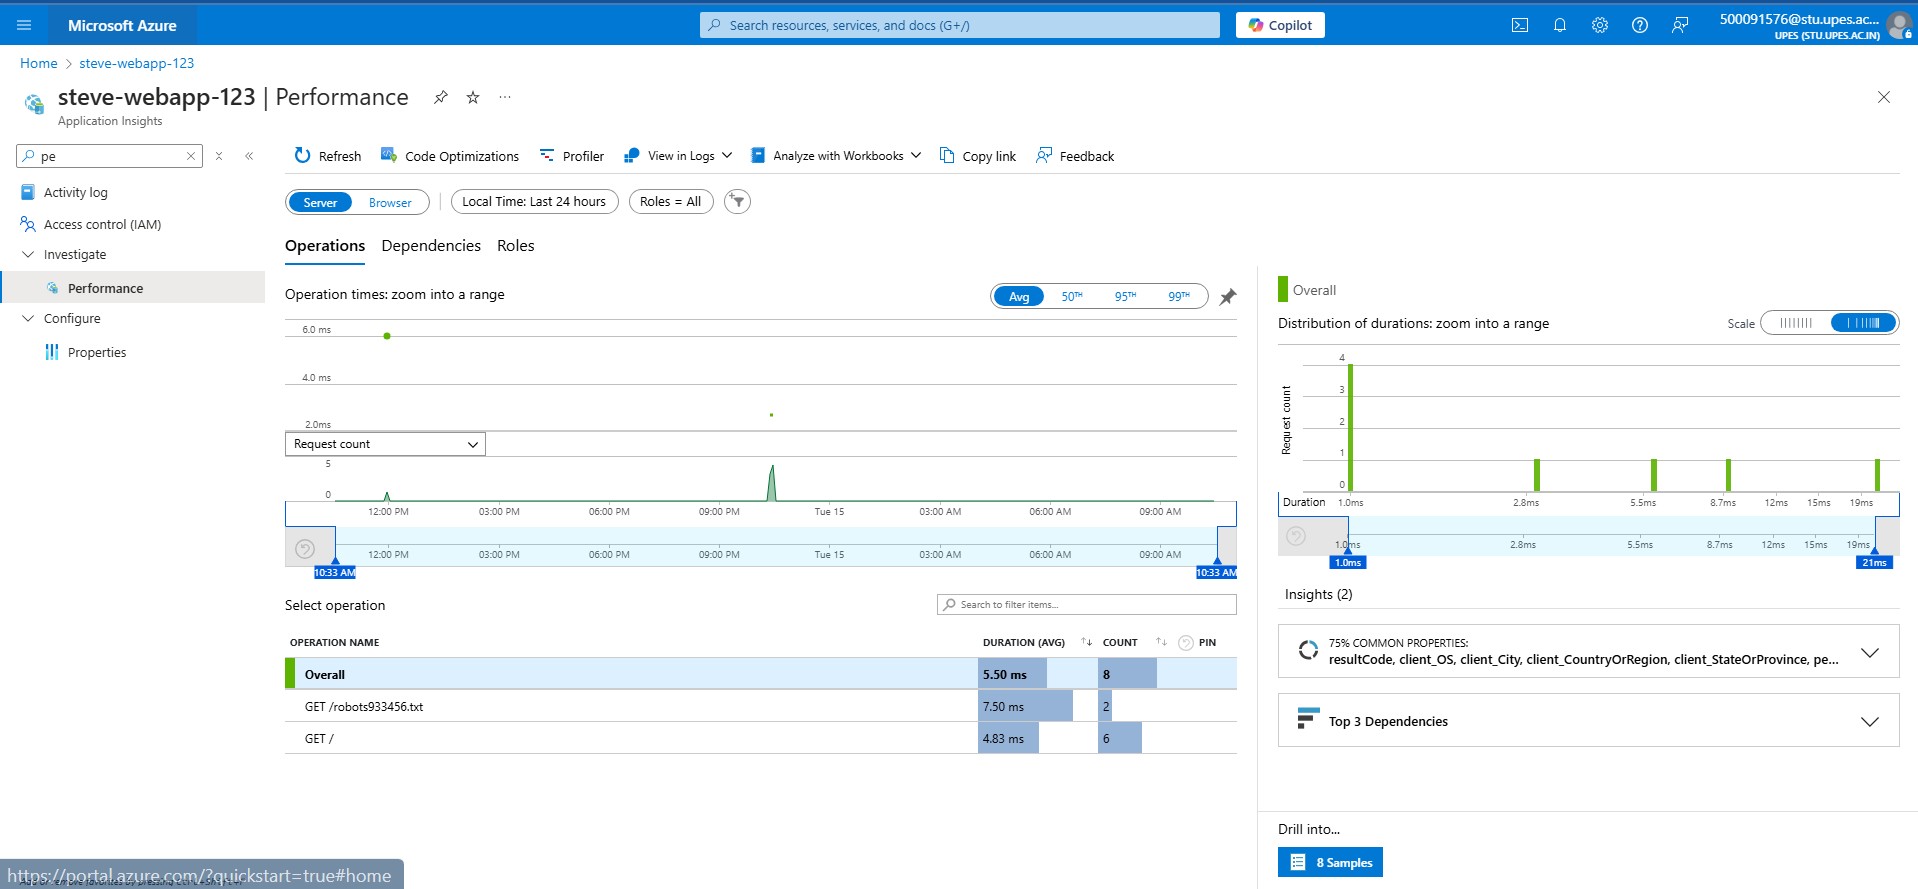 Microsoft Azure
Search resources, services, and docs (G+/)
Copilot
500091576@stu.upes.ac...
UPES (STU.UPES.AC.IN)
Home > steve-webapp-123
steve-webapp-123 | Performance
Application Insights
pe
Refresh
Code Optimizations
Profiler
View in Logs
Analyze with Workbooks
Copy link
Feedback
Activity log
Access control (IAM)
Investigate
Performance
Configure
Properties
Server
Browser
Local Time: Last 24 hours
Roles = All
Operations
Dependencies
Roles
Operation times: zoom into a range
Avg
50TH
95TH
99TH
6.0 ms
4.0 ms
2.0ms
Request count
5
0
12:00 PM 03:00 PM 06:00 PM 09:00 PM Tue 15 03:00 AM 06:00 AM 09:00 AM
12:00 PM 03:00 PM 06:00 PM 09:00 PM Tue 15 03:00 AM 06:00 AM 09:00 AM
10:33 AM
10:33 AM
Select operation
Search to filter items...
OPERATION NAME DURATION (AVG) COUNT PIN
Overall 5.50 ms 8
GET /robots933456.txt 7.50 ms 2
GET / 4.83 ms 6
Overall
Distribution of durations: zoom into a range
Scale
Request count
4
3
2
1
0
Duration 1.0ms 2.8ms 5.5ms 8.7ms 12ms 15ms 19ms
1.0ms 2.8ms 5.5ms 8.7ms 12ms 15ms 19ms
1.0ms
21ms
Insights (2)
75% COMMON PROPERTIES:
resultCode, client_OS, client_City, client_CountryOrRegion, client_StateOrProvince, pe...
Top 3 Dependencies
Drill into...
8 Samples
https://portal.azure.com/?quickstart=true#home